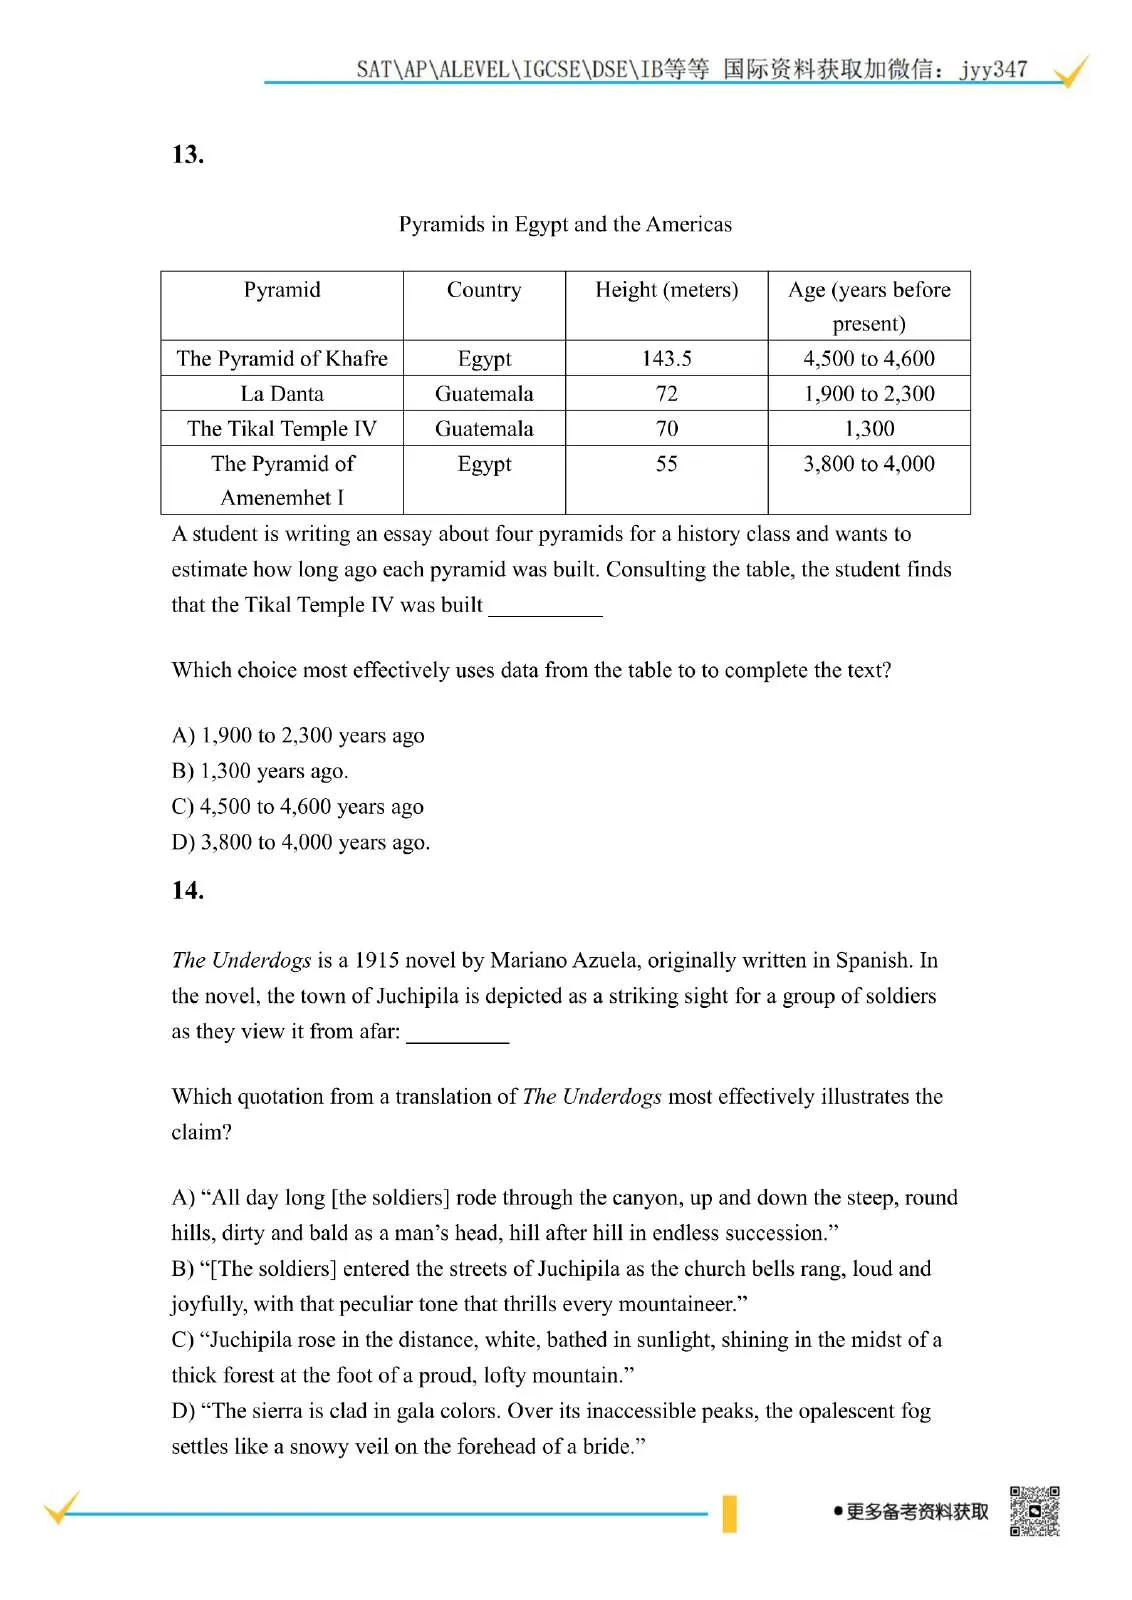 SAT\AP\ALEVEL\IGCSE\DSE\IB等等 国际资料获取加微信：jyy347
13.
Pyramids in Egypt and the Americas
Pyramid Country Height (meters) Age (years before
present)
The Pyramid of Khafre Egypt 143.5 4,500 to 4,600
La Danta Guatemala 72 1,900 to 2,300
The Tikal Temple IV Guatemala 70 1,300
The Pyramid of Egypt 55 3,800 to 4,000
Amenemhet I
A student is writing an essay about four pyramids for a history class and wants to
estimate how long ago each pyramid was built. Consulting the table, the student finds
that the Tikal Temple IV was built __________
Which choice most effectively uses data from the table to to complete the text?
A) 1,900 to 2,300 years ago
B) 1,300 years ago.
C) 4,500 to 4,600 years ago
D) 3,800 to 4,000 years ago.
14.
The Underdogs is a 1915 novel by Mariano Azuela, originally written in Spanish. In
the novel, the town of Juchipila is depicted as a striking sight for a group of soldiers
as they view it from afar: _________
Which quotation from a translation of The Underdogs most effectively illustrates the
claim?
A) “All day long [the soldiers] rode through the canyon, up and down the steep, round
hills, dirty and bald as a man’s head, hill after hill in endless succession.”
B) “[The soldiers] entered the streets of Juchipila as the church bells rang, loud and
joyfully, with that peculiar tone that thrills every mountaineer.”
C) “Juchipila rose in the distance, white, bathed in sunlight, shining in the midst of a
thick forest at the foot of a proud, lofty mountain.”
D) “The sierra is clad in gala colors. Over its inaccessible peaks, the opalescent fog
settles like a snowy veil on the forehead of a bride.”
•更多备考资料获取